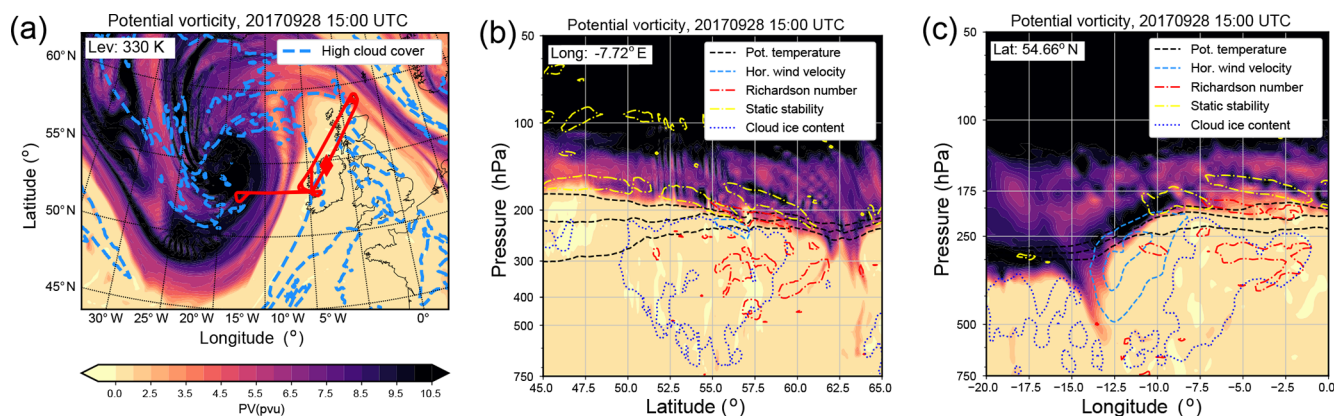 (a)
Potential vorticity, 20170928 15:00 UTC
Lev: 330 K
High cloud cover
60° N
55°N
50°N
45°N
Latitude (°)
30° W 25° W 20° W 15° W 10° W 5°W 0°
Longitude (°)
0.0 1.5 2.5 3.5 4.5 5.5 6.5 7.5 8.5 9.5 10.5
PV(pvu)
(b)
Potential vorticity, 20170928 15:00 UTC
Long: -7.72° E
Pot. temperature
Hor. wind velocity
Richardson number
Static stability
Cloud ice content
Pressure (hPa)
50
100
200
300
400
500
750
45.0 47.5 50.0 52.5 55.0 57.5 60.0 62.5 65.0
Latitude (°)
(c)
Potential vorticity, 20170928 15:00 UTC
Lat: 54.66° N
Pot. temperature
Hor. wind velocity
Richardson number
Static stability
Cloud ice content
Pressure (hPa)
50
100
175
250
500
750
-20.0 -17.5 -15.0 -12.5 -10.0 -7.5 -5.0 -2.5 0.0
Longitude (°)